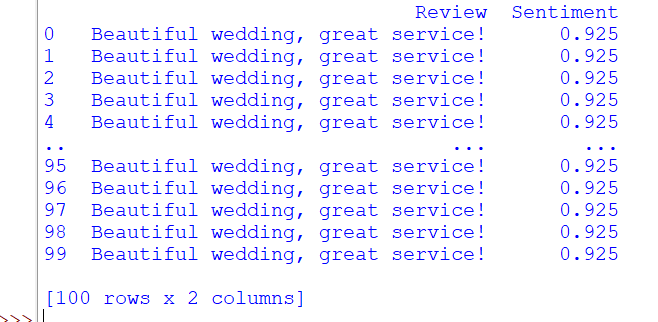 Review  Sentiment
0   Beautiful wedding, great service!      0.925
1   Beautiful wedding, great service!      0.925
2   Beautiful wedding, great service!      0.925
3   Beautiful wedding, great service!      0.925
4   Beautiful wedding, great service!      0.925
..                                ...        ...
95  Beautiful wedding, great service!      0.925
96  Beautiful wedding, great service!      0.925
97  Beautiful wedding, great service!      0.925
98  Beautiful wedding, great service!      0.925
99  Beautiful wedding, great service!      0.925
[100 rows x 2 columns]
>>>